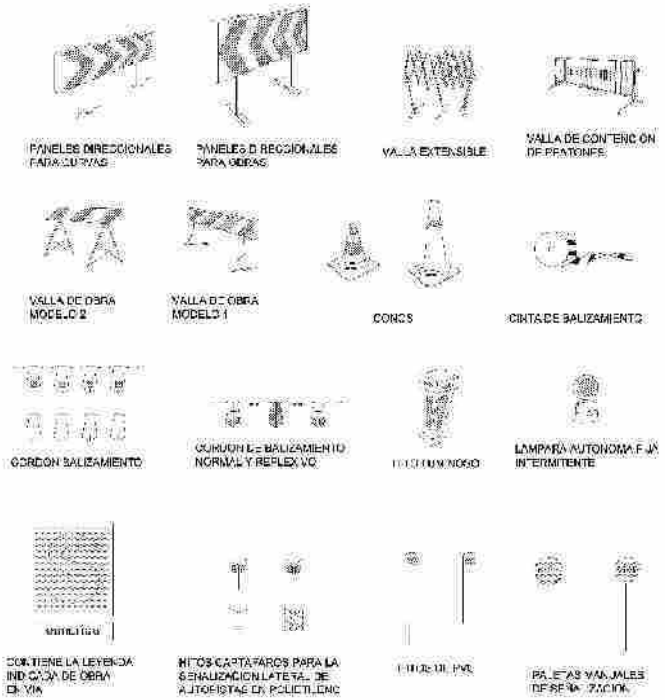 PANELES DIRECCIONALES
PARA CURVAS
PANELES DIRECCIONALES
PARA OBRAS
VALLA EXTENSIBLE
VALLA DE CONTENCION
DE PEATONES
VALLA DE OBRA
MODELO 2
VALLA DE OBRA
MODELO 1
CONOS
CINTA DE BALIZAMIENTO
CORDON BALIZAMIENTO
CORDON DE BALIZAMIENTO
NORMAL Y REFLEXIVO
HITO LUMINOSO
LAMPARA AUTONOMA FIJA
INTERMITENTE
CONTIENE LA LEYENDA
INDICADA DE OBRA
EN VIA
HITOS CAPTAFAROS PARA LA
SENALIZACION LATERAL DE
AUTOPISTAS EN POLIETILENO
HITOS DE PVC
PALETAS MANUALES
DE SEÑALIZACION